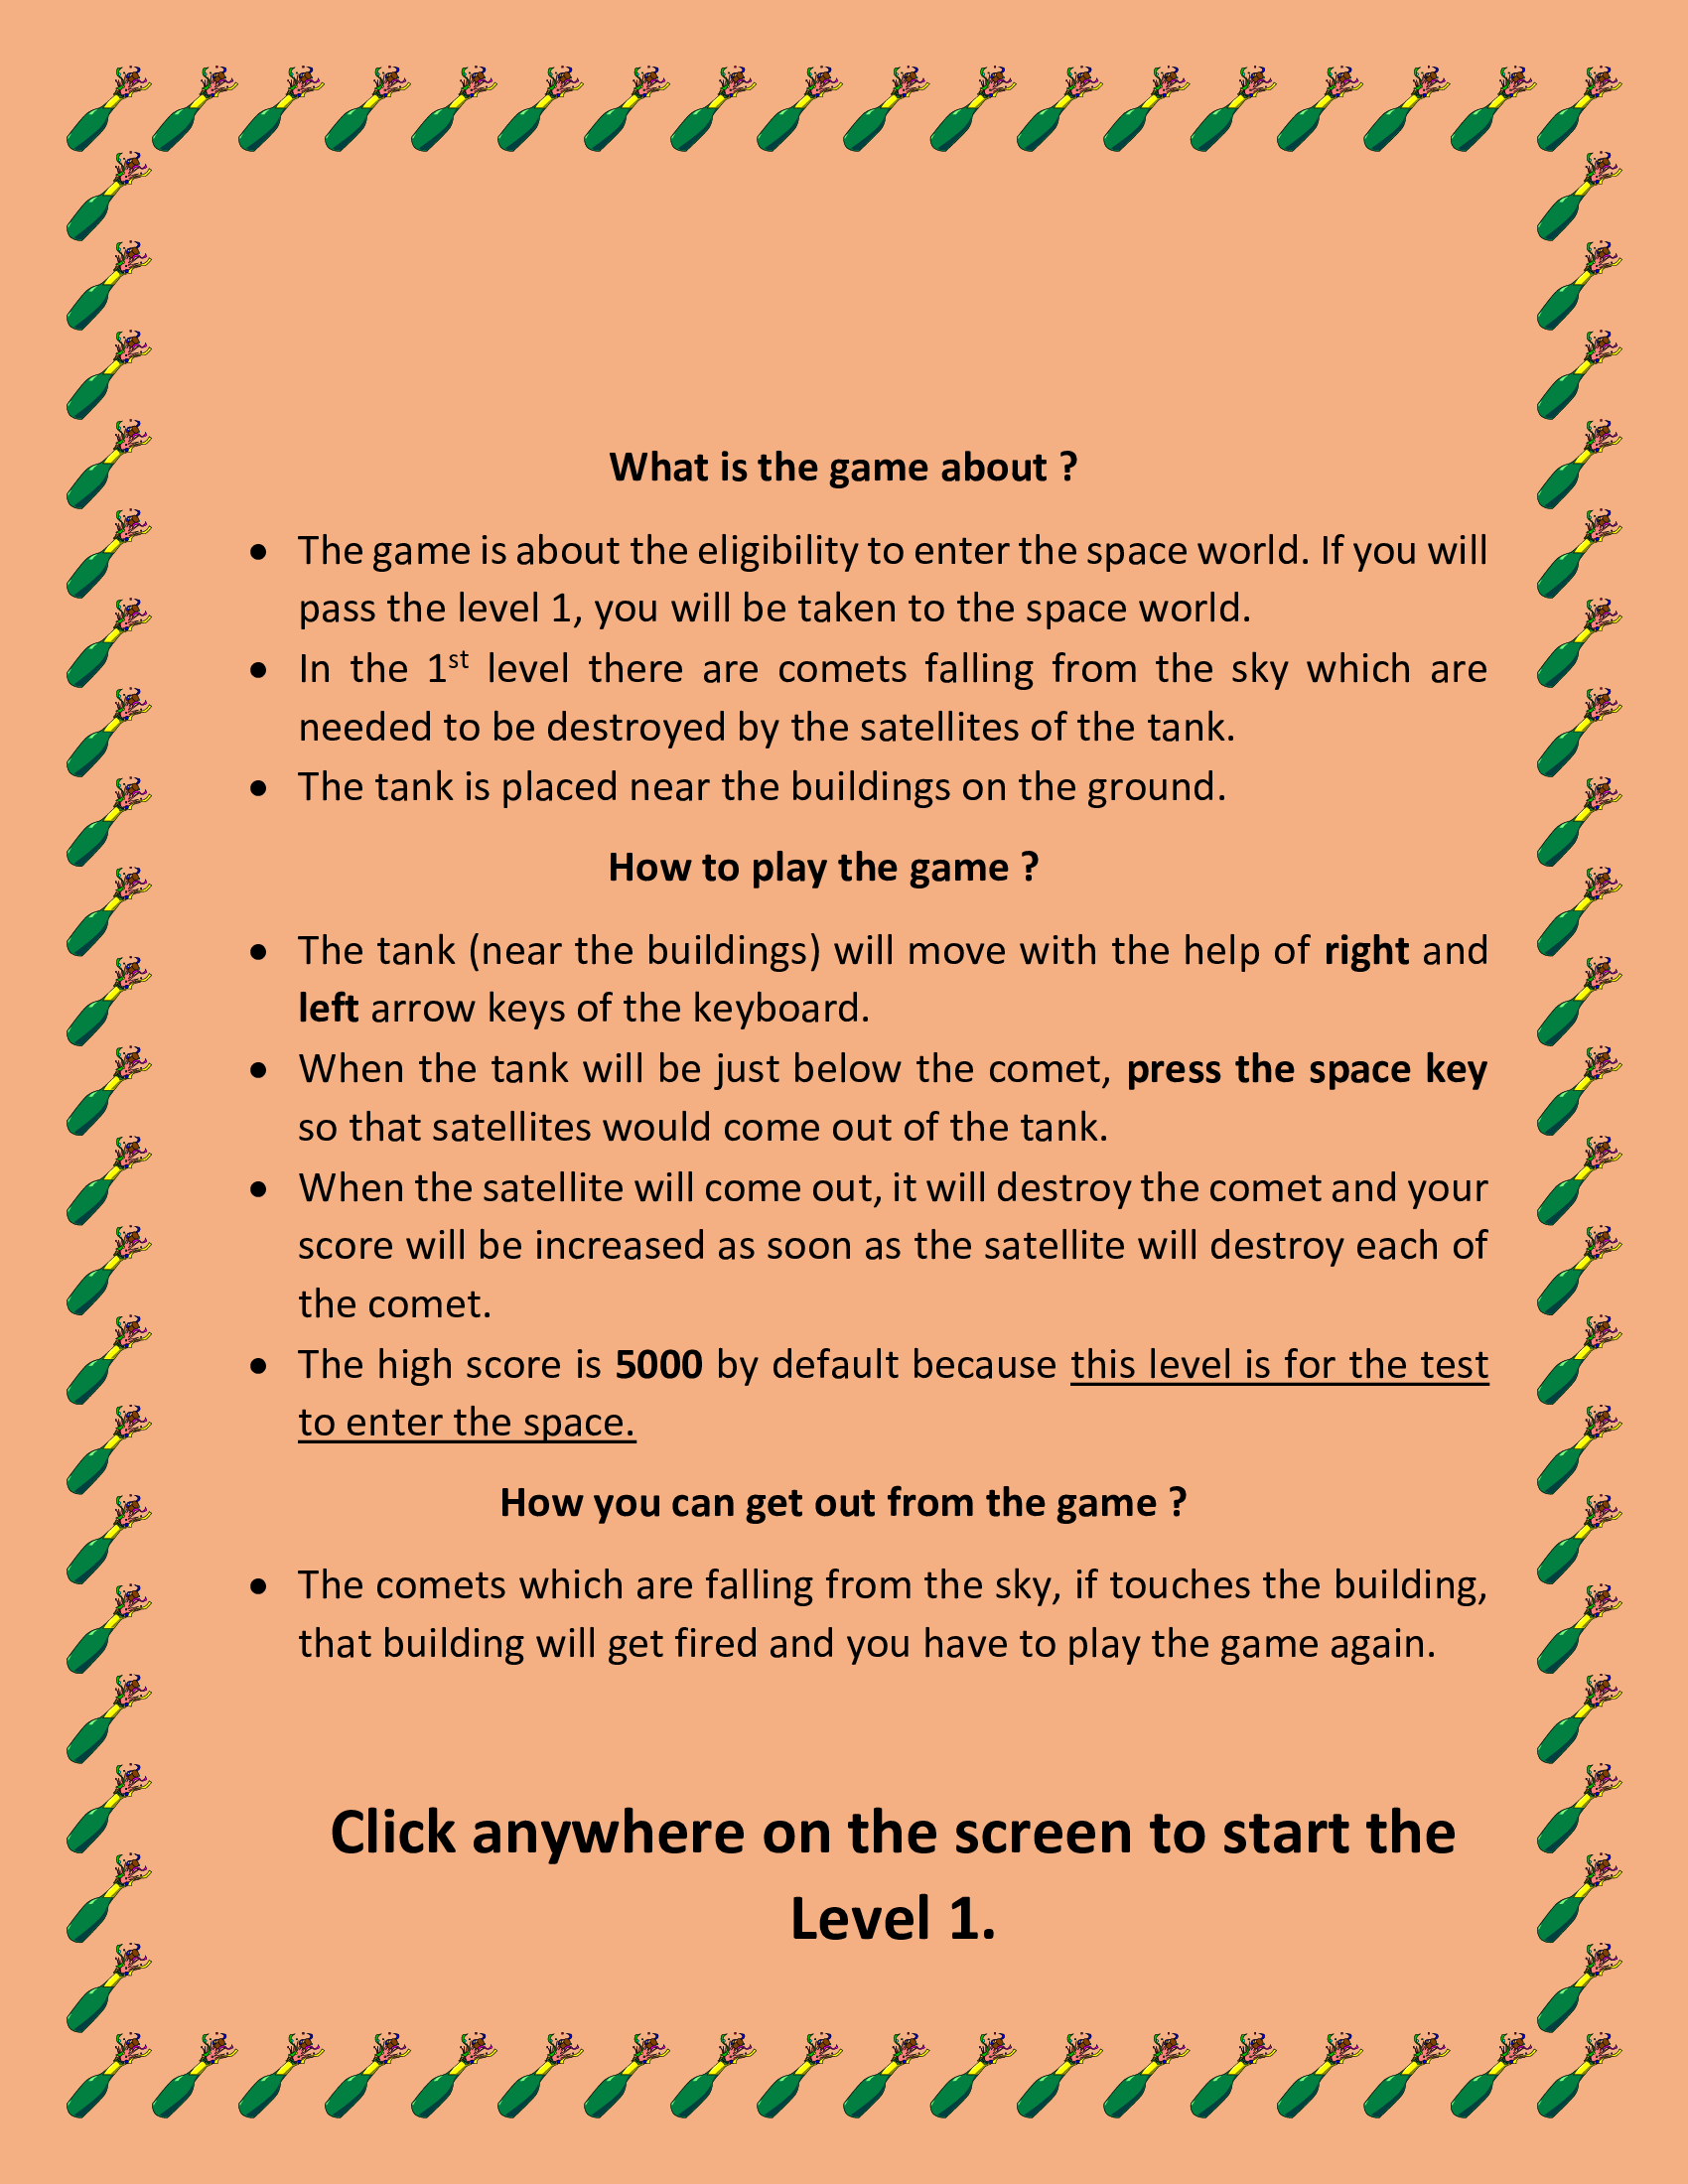 What is the game about ?
• The game is about the eligibility to enter the space world. If you will
pass the level 1, you will be taken to the space world.
• In the 1st level there are comets falling from the sky which are
needed to be destroyed by the satellites of the tank.
• The tank is placed near the buildings on the ground.
How to play the game ?
• The tank (near the buildings) will move with the help of right and
left arrow keys of the keyboard.
• When the tank will be just below the comet, press the space key
so that satellites would come out of the tank.
• When the satellite will come out, it will destroy the comet and your
score will be increased as soon as the satellite will destroy each of
the comet.
• The high score is 5000 by default because this level is for the test
to enter the space.
How you can get out from the game ?
• The comets which are falling from the sky, if touches the building,
that building will get fired and you have to play the game again.
Click anywhere on the screen to start the
Level 1.